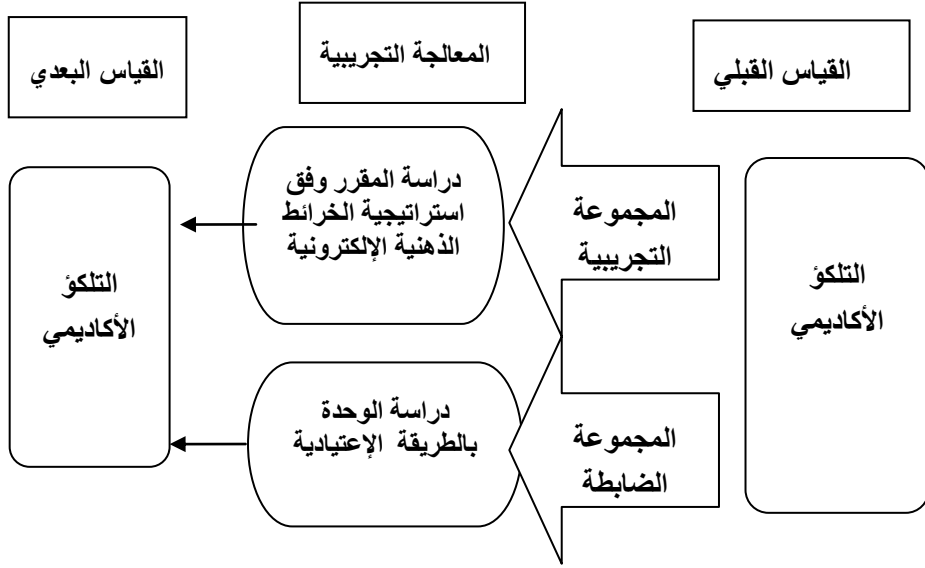 القياس القبلي
المعالجة التجريبية
القياس البعدي
التلكؤ
الأكاديمي
المجموعة
التجريبية
دراسة المقرر وفق
استراتيجية الخرائط
الذهنية الإلكترونية
المجموعة
الضابطة
دراسة الوحدة
بالطريقة الإعتيادية
التلكؤ
الأكاديمي